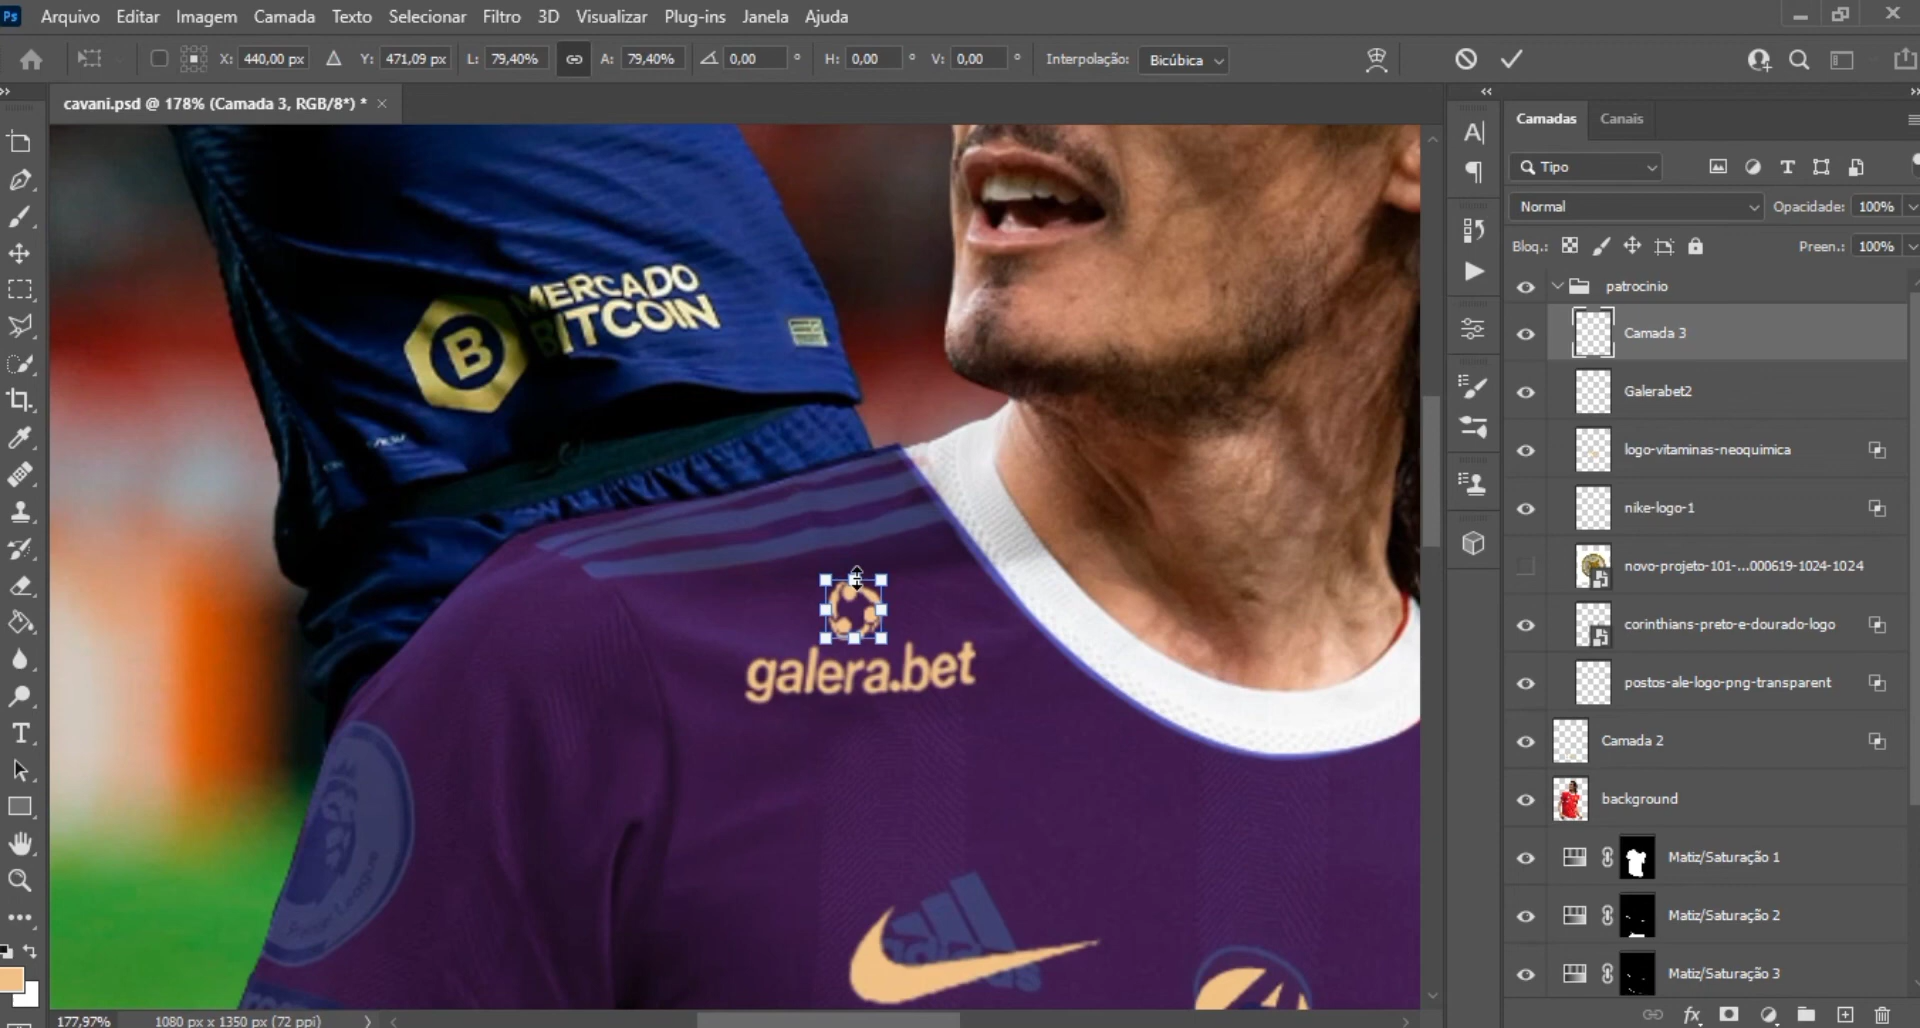 Ps Arquivo Editar Imagem Camada Texto Selecionar Filtro 3D Visualizar Plug-ins Janela Ajuda
X: 440,00 px Y: 471,09 px L: 79,40% A: 79,40% 0,00 ° H: 0,00 ° V: 0,00 ° Interpolação: Bicúbica
cavani.psd @ 178% (Camada 3, RGB/8*) * ×
Camadas Canais
Tipo
Normal Opacidade: 100%
Bloq.: Preen.: 100%
patrocinio
Camada 3
Galerabet2
logo-vitaminas-neoquimica
nike-logo-1
novo-projeto-101-...000619-1024-1024
corinthians-preto-e-dourado-logo
postos-ale-logo-png-transparent
Camada 2
background
Matiz/Saturação 1
Matiz/Saturação 2
Matiz/Saturação 3
B MERCADO
BITCOIN
galera.bet
Premier League
adidas
177,97% 1080 px x 1350 px (72 ppi)